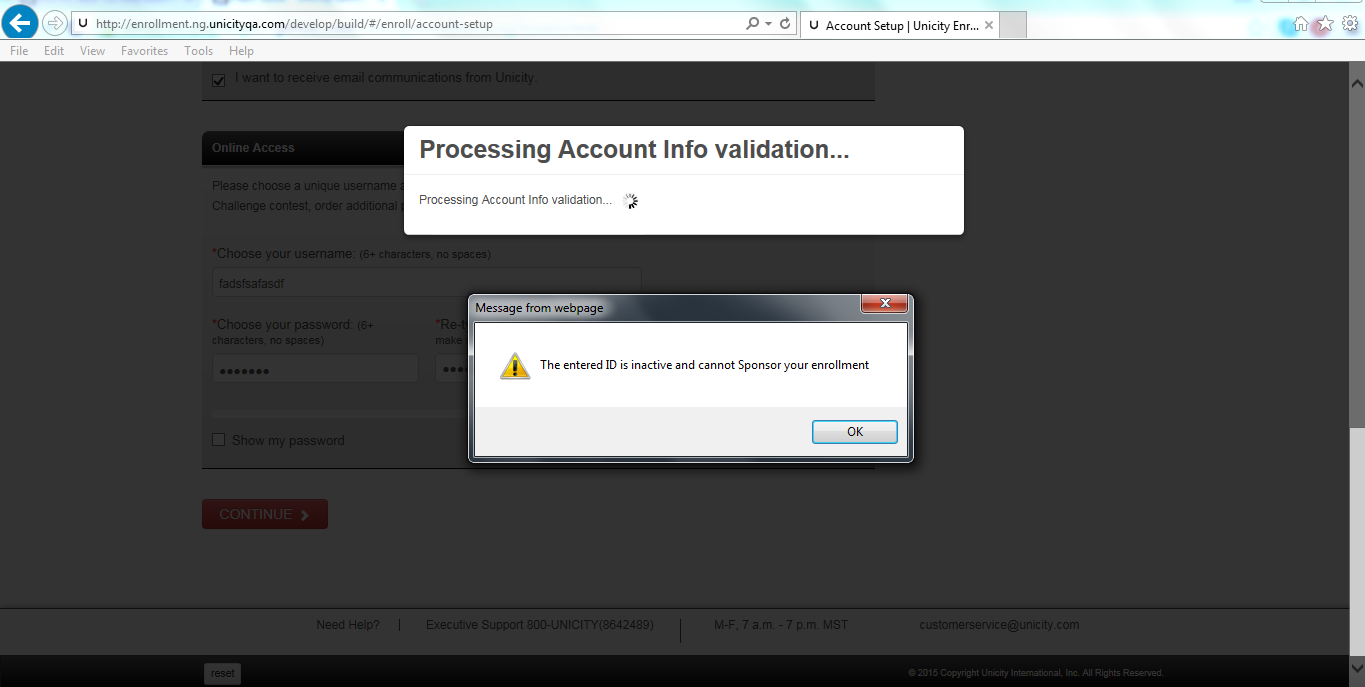 http://enrollment.ng.unicityqa.com/develop/build/#/enroll/account-setup
U Account Setup | Unicity Enr...
File Edit View Favorites Tools Help
I want to receive email communications from Unicity.
Processing Account Info validation...
Online Access
Please choose a unique username
Processing Account Info validation...
Challenge contest, order additional
*Choose your username: (6+ characters, no spaces)
fadsfsafasdf
Message from webpage
*Choose your password: (6+
characters, no spaces)
*Re-t
make
The entered ID is inactive and cannot Sponsor your enrollment
OK
Show my password
CONTINUE
Need Help? | Executive Support 800-UNICITY(8642489) | M-F, 7 a.m. - 7 p.m. MST customerservice@unicity.com
reset © 2015 Copyright Unicity International, Inc. All Rights Reserved.